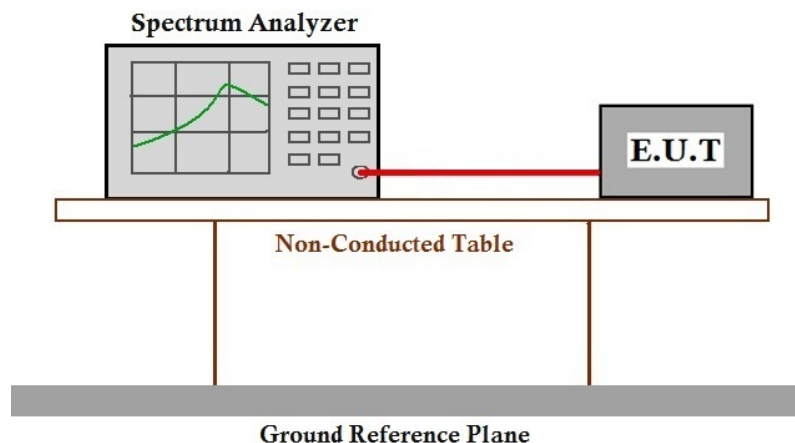 Spectrum Analyzer
E.U.T
Non-Conducted Table
Ground Reference Plane